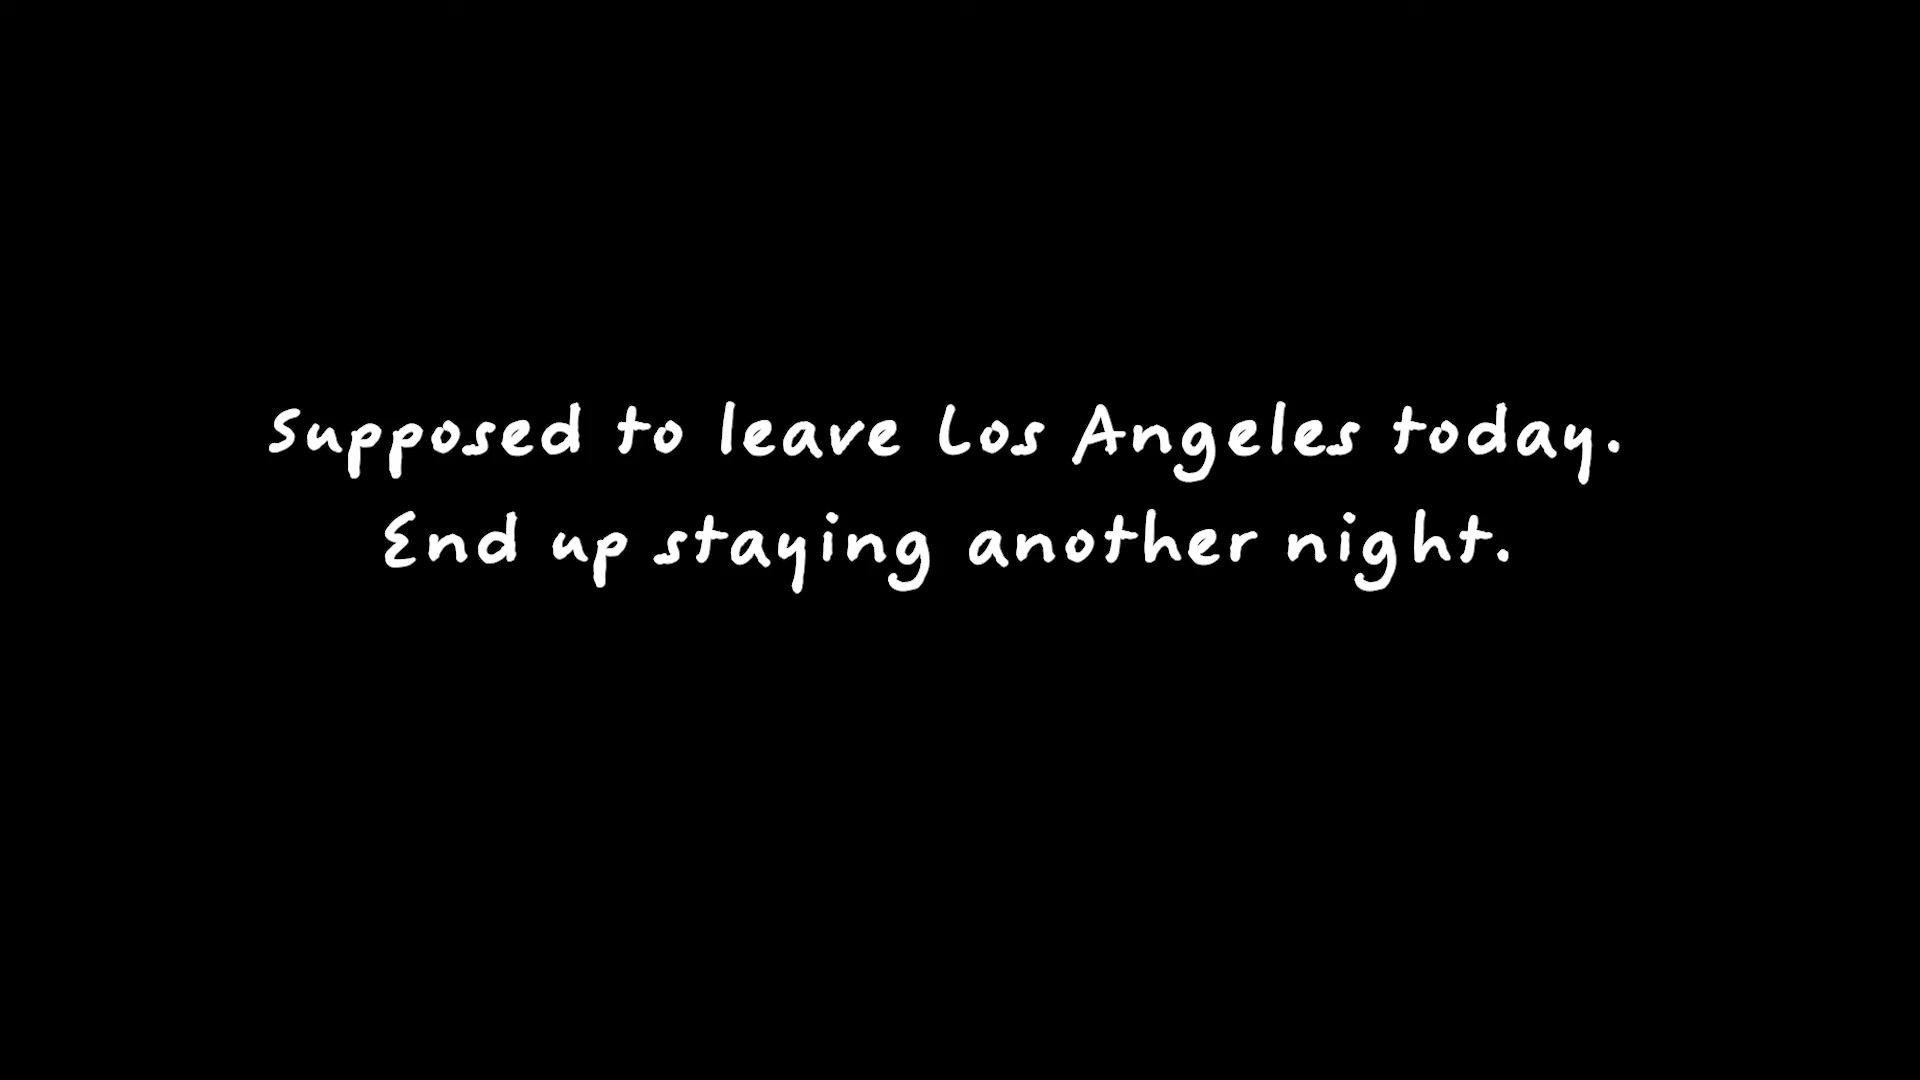 Supposed to leave Los Angeles today.
End up staying another night.